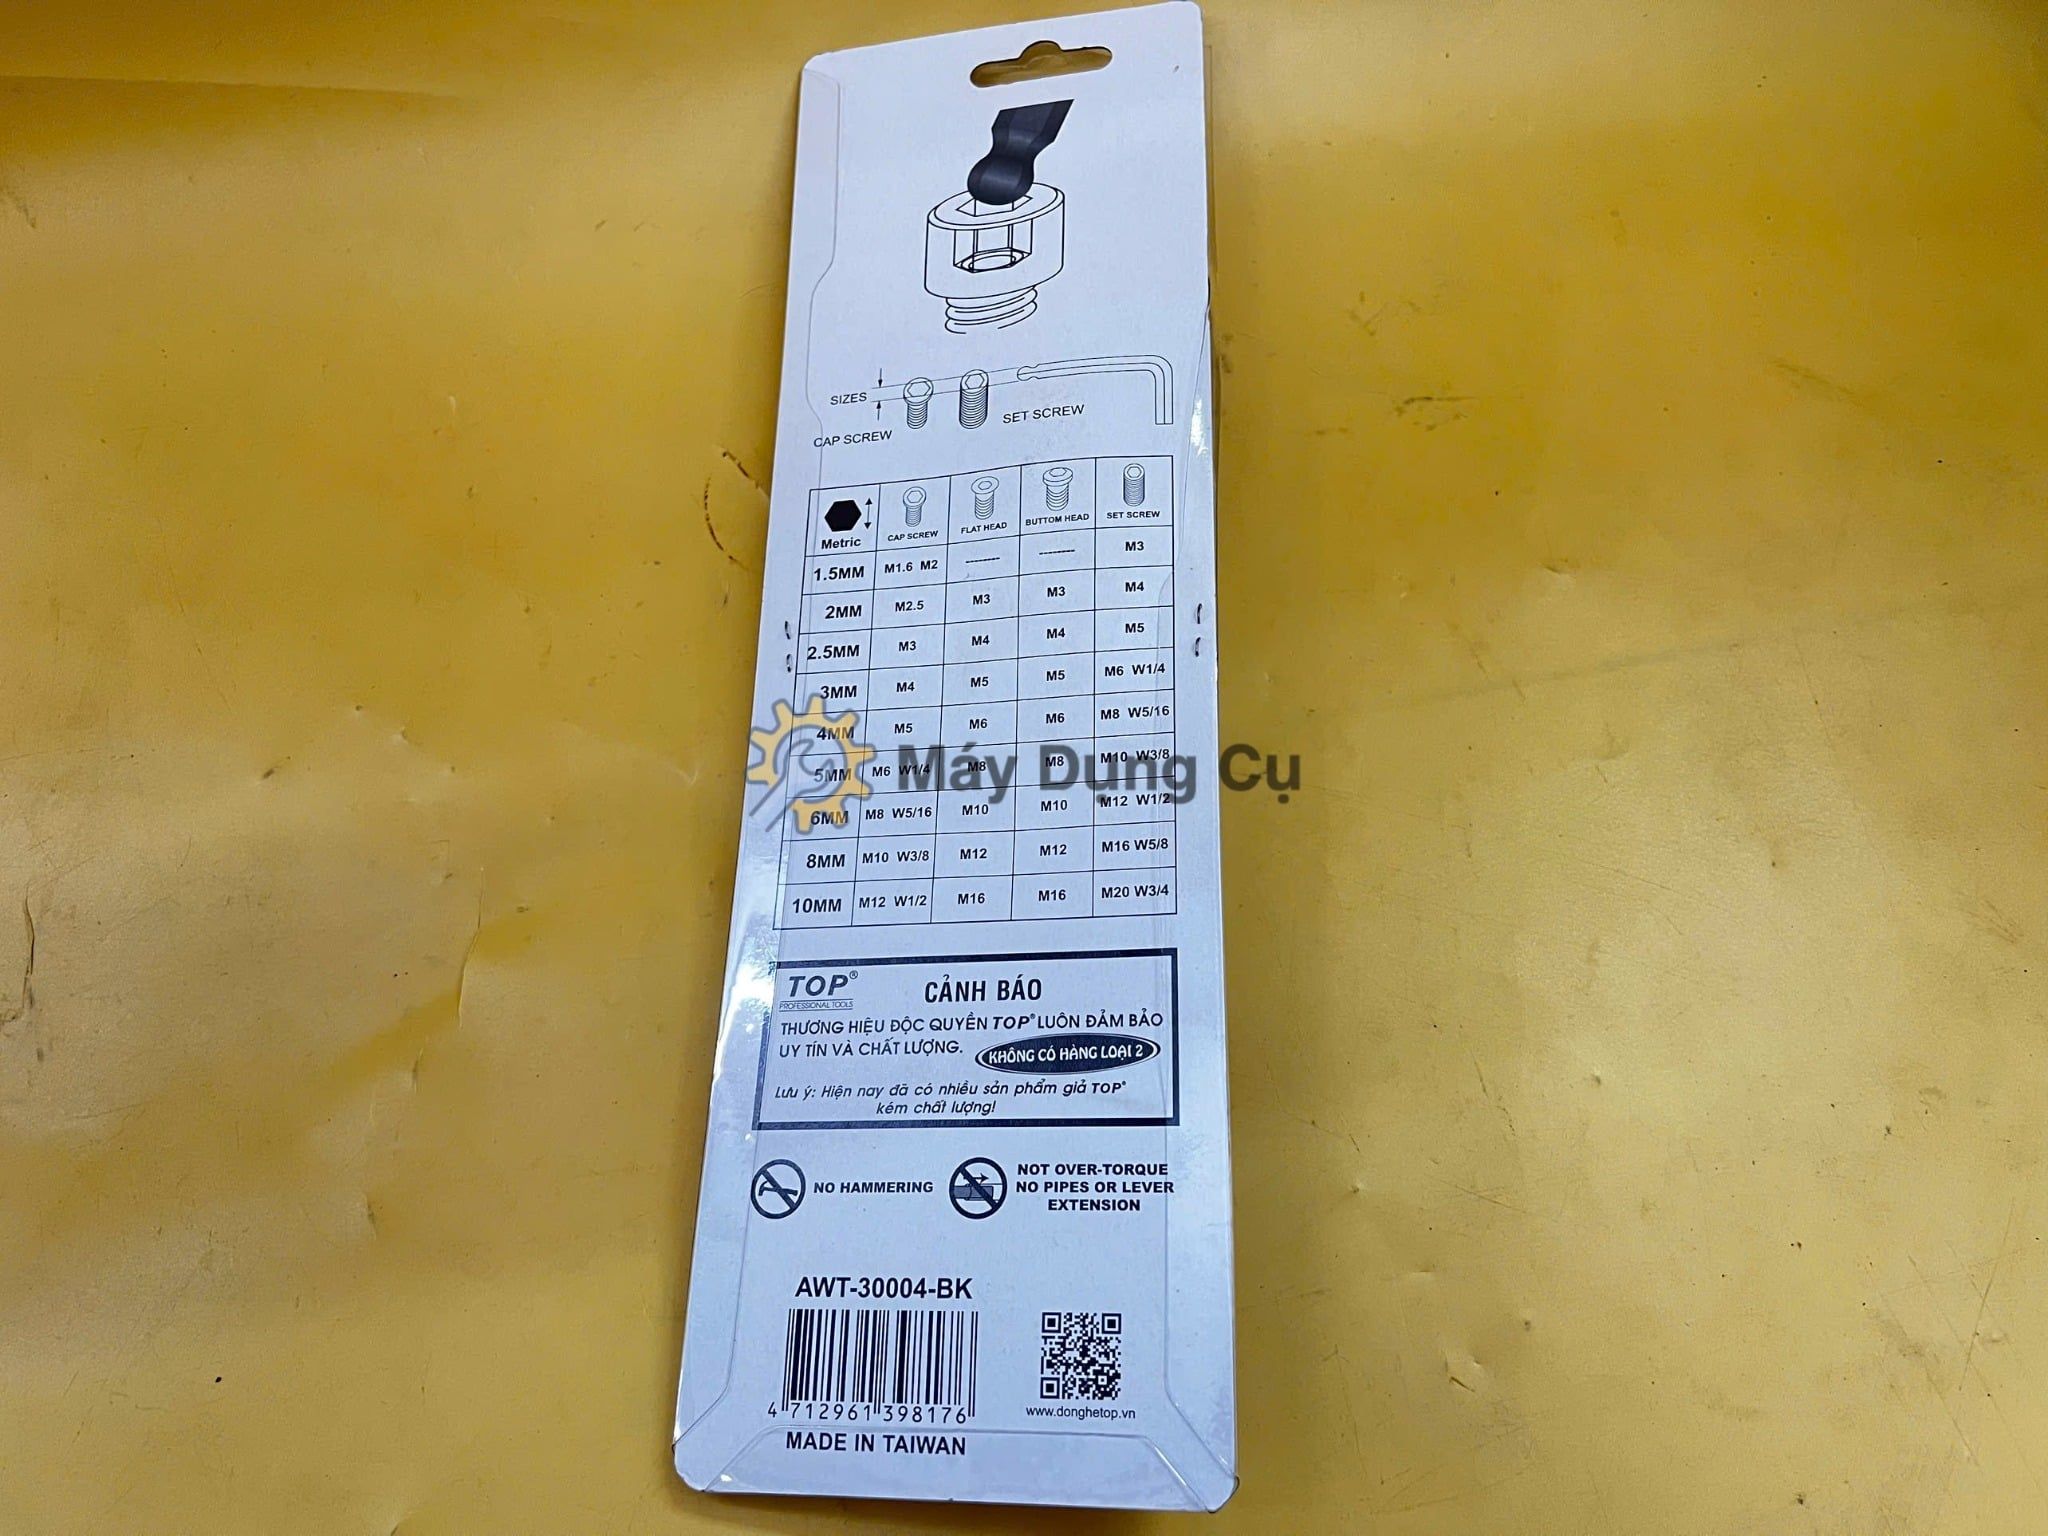 SIZES
CAP SCREW
SET SCREW
Metric CAP SCREW FLAT HEAD BUTTOM HEAD SET SCREW
1.5MM M1.6 M2 -------- -------- M3
2MM M2.5 M3 M3 M4
2.5MM M3 M4 M4 M5
3MM M4 M5 M5 M6 W1/4
4MM M5 M6 M6 M8 W5/16
5MM M6 W1/4 M8 M8 M10 W3/8
Máy Dụng Cụ
6MM M8 W5/16 M10 M10 M12 W1/2
8MM M10 W3/8 M12 M12 M16 W5/8
10MM M12 W1/2 M16 M16 M20 W3/4
TOP® CẢNH BÁO
PROFESSIONAL TOOLS
THƯƠNG HIỆU ĐỘC QUYỀN TOP® LUÔN ĐẢM BẢO
UY TÍN VÀ CHẤT LƯỢNG. KHÔNG CÓ HÀNG LOẠI 2
Lưu ý: Hiện nay đã có nhiều sản phẩm giả TOP®
kém chất lượng!
NO HAMMERING
NOT OVER-TORQUE
NO PIPES OR LEVER
EXTENSION
AWT-30004-BK
4 712961 398176
www.donghetop.vn
MADE IN TAIWAN